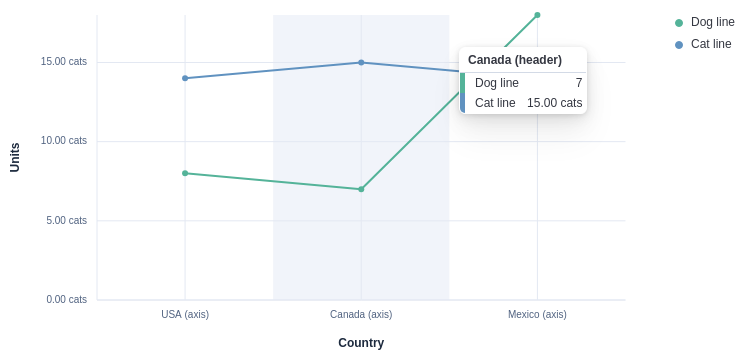 Dog line
Cat line
15.00 cats
10.00 cats
5.00 cats
0.00 cats
Units
Canada (header)
Dog line 7
Cat line 15.00 cats
USA (axis)
Canada (axis)
Mexico (axis)
Country